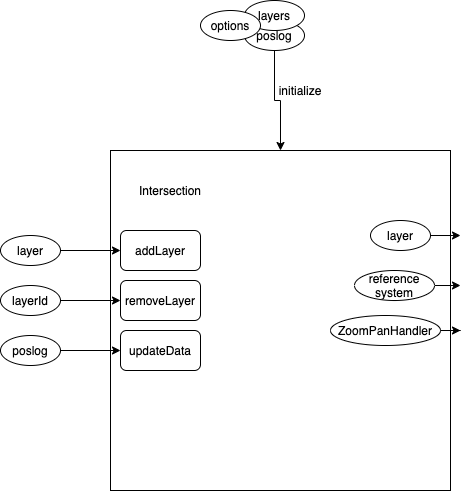 layers
options
poslog
initialize
Intersection
layer
addLayer
layer
layerId
removeLayer
reference
system
poslog
updateData
ZoomPanHandler